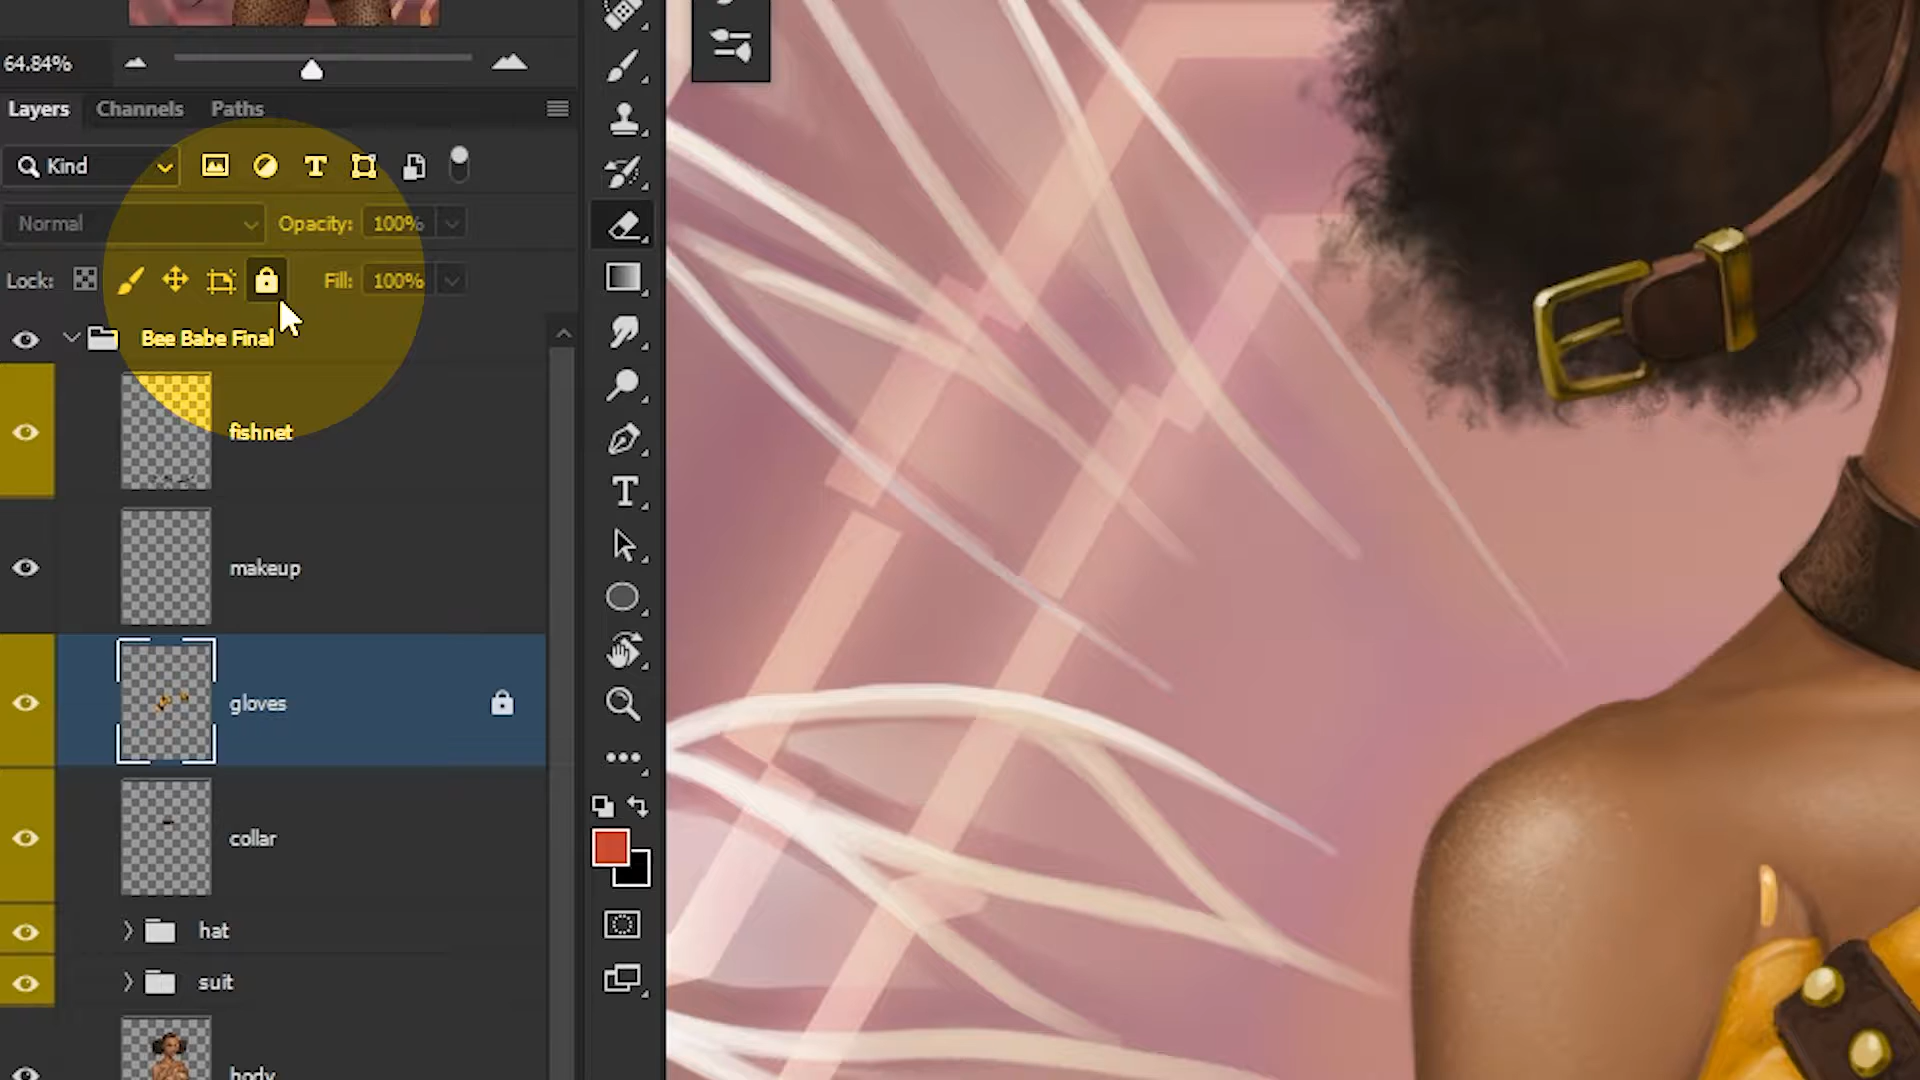 64.84%
Layers Channels Paths
Kind
Normal Opacity: 100%
Lock: Fill: 100%
Bee Babe Final
fishnet
makeup
gloves
collar
hat
suit
body